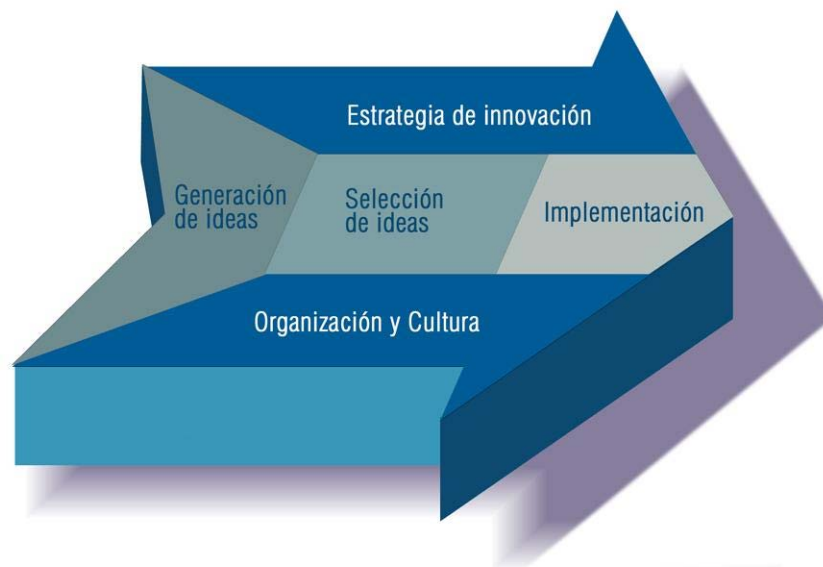 Estrategia de innovación
Generación
de ideas
Selección
de ideas
Implementación
Organización y Cultura